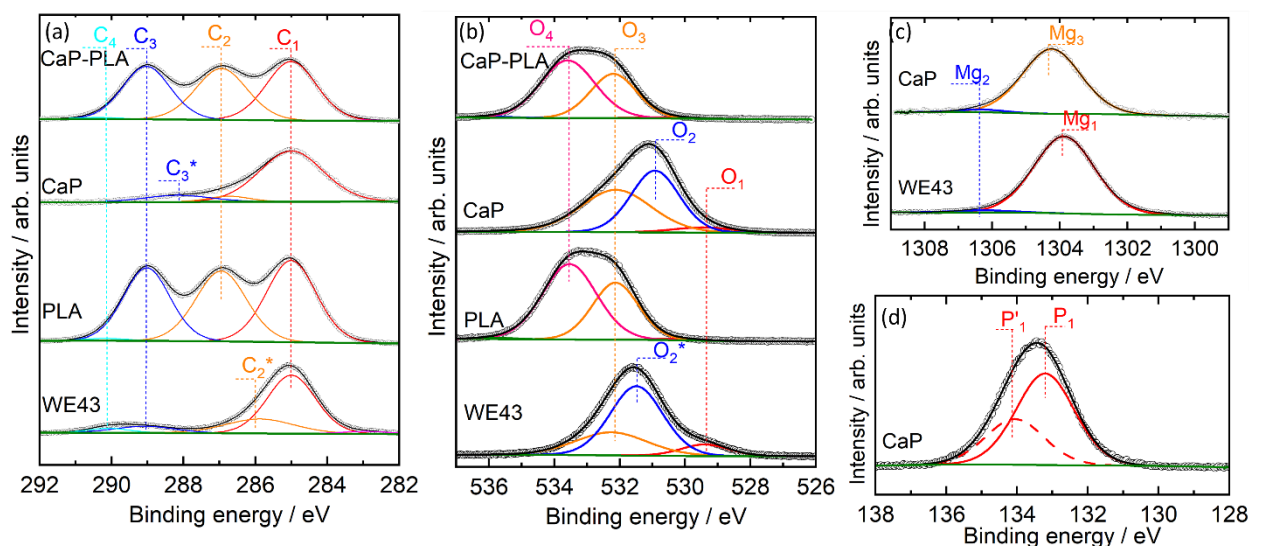 (a)
C4
C3
C2
C1
CaP-PLA
C3*
CaP
PLA
C2*
WE43
292 290 288 286 284 282
Binding energy / eV
Intensity / arb. units
(b)
O4
O3
CaP-PLA
O2
O1
CaP
PLA
O2*
WE43
536 534 532 530 528 526
Binding energy / eV
Intensity / arb. units
(c)
Mg3
CaP
Mg2
Mg1
WE43
1308 1306 1304 1302 1300
Binding energy / eV
Intensity / arb. units
(d)
P'1
P1
CaP
138 136 134 132 130 128
Binding energy / eV
Intensity / arb. units